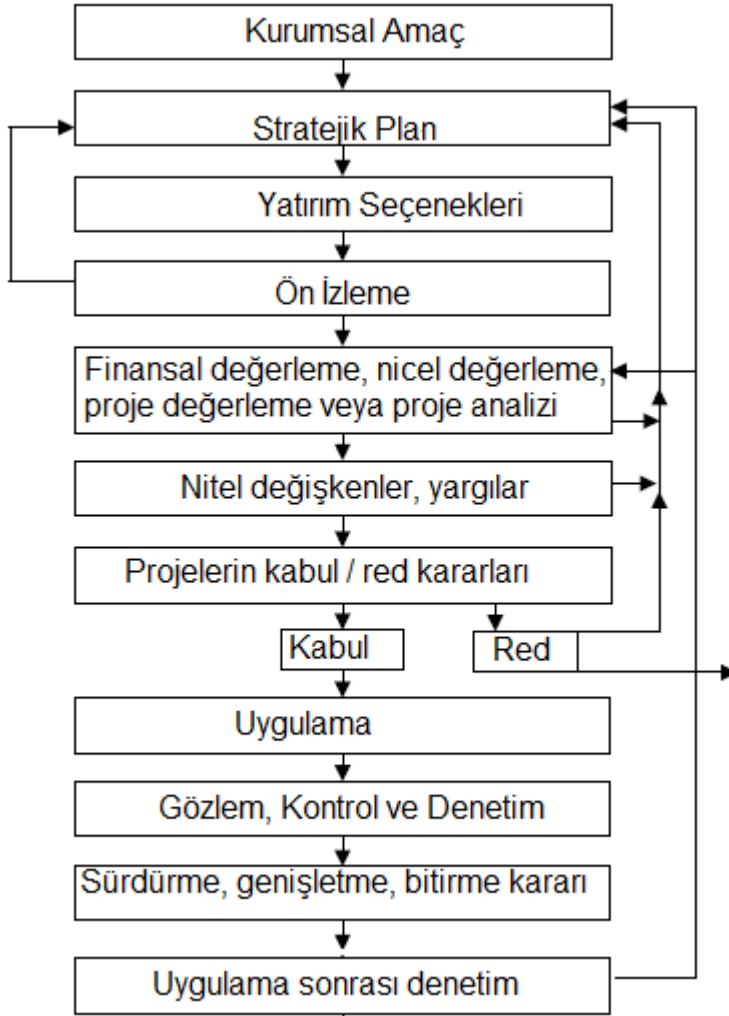 Kurumsal Amaç
Stratejik Plan
Yatırım Seçenekleri
Ön İzleme
Finansal değerleme, nicel değerleme,
proje değerleme veya proje analizi
Nitel değişkenler, yargılar
Projelerin kabul / red kararları
Kabul
Red
Uygulama
Gözlem, Kontrol ve Denetim
Sürdürme, genişletme, bitirme kararı
Uygulama sonrası denetim